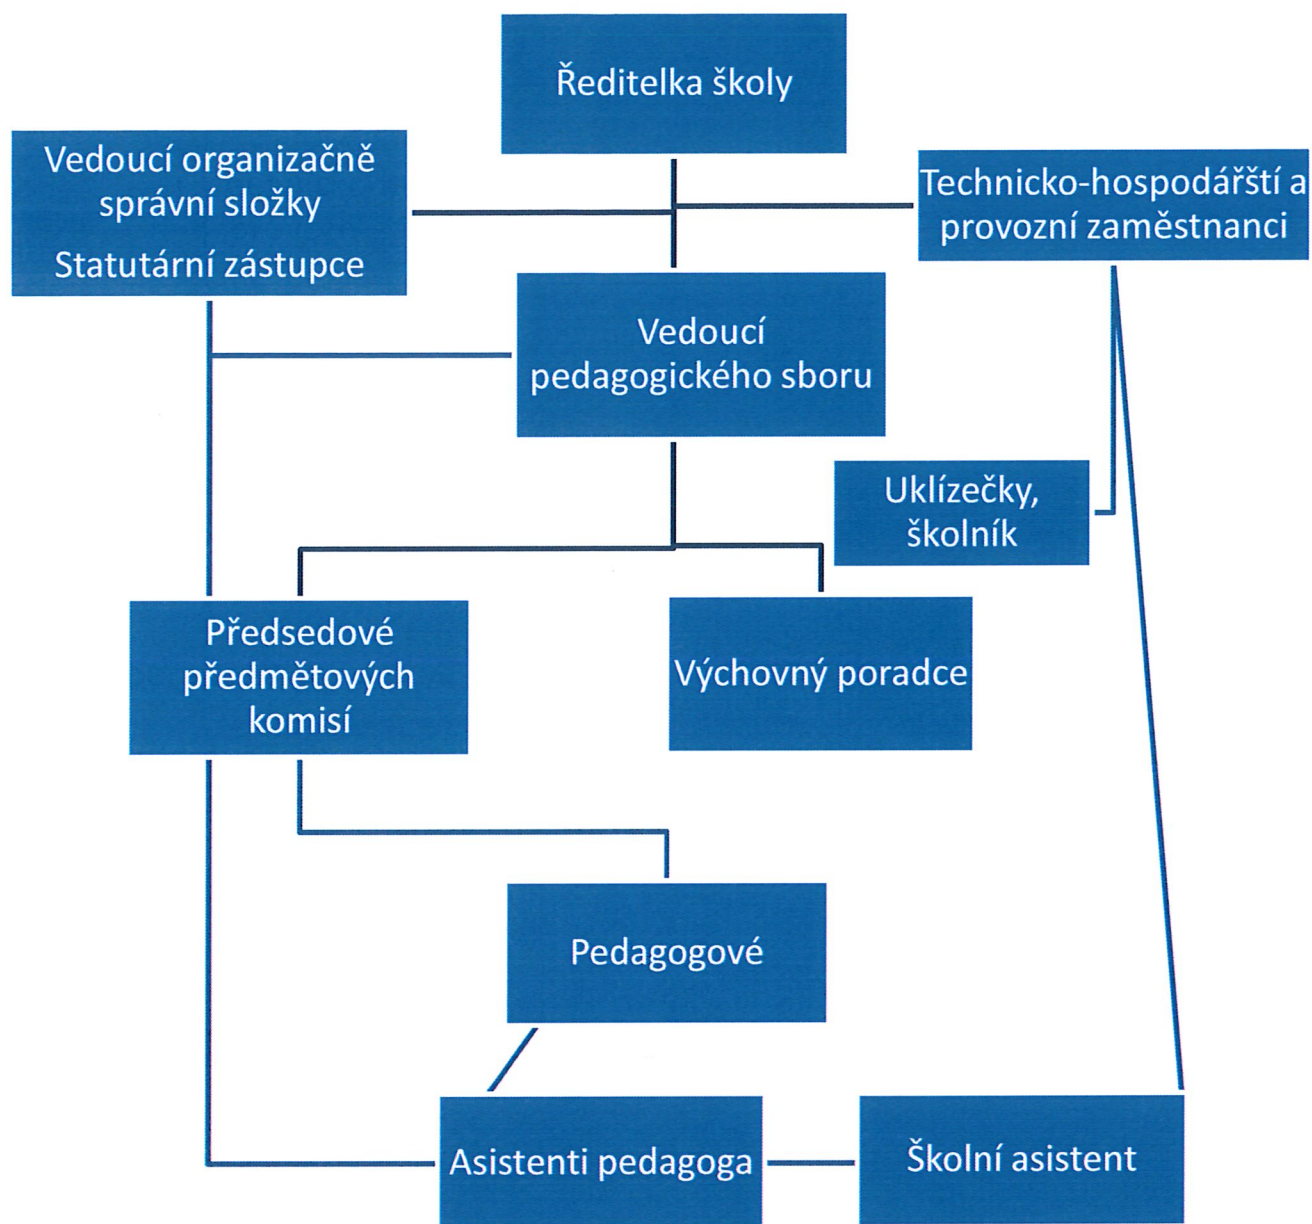 Ředitelka školy
Vedoucí organizačně
správní složky
Statutární zástupce
Technicko-hospodářští a
provozní zaměstnanci
Vedoucí
pedagogického sboru
Uklízečky,
školník
Předsedové
předmětových
komisí
Výchovný poradce
Pedagogové
Asistenti pedagoga
Školní asistent